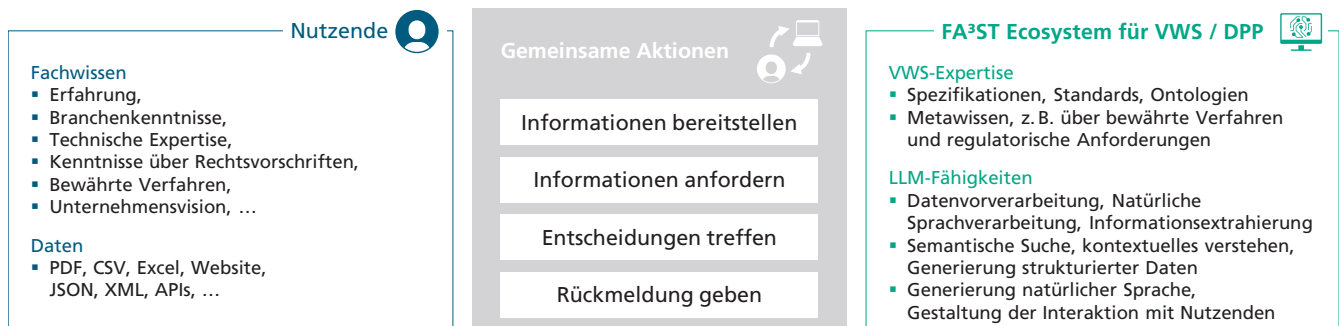 Nutzende
Fachwissen
▪ Erfahrung,
▪ Branchenkenntnisse,
▪ Technische Expertise,
▪ Kenntnisse über Rechtsvorschriften,
▪ Bewährte Verfahren,
▪ Unternehmensvision, …
Daten
▪ PDF, CSV, Excel, Website,
JSON, XML, APIs, …
Gemeinsame Aktionen
Informationen bereitstellen
Informationen anfordern
Entscheidungen treffen
Rückmeldung geben
FA³ST Ecosystem für VWS / DPP
VWS-Expertise
▪ Spezifikationen, Standards, Ontologien
▪ Metawissen, z. B. über bewährte Verfahren
und regulatorische Anforderungen
LLM-Fähigkeiten
▪ Datenvorverarbeitung, Natürliche
Sprachverarbeitung, Informationsextrahierung
▪ Semantische Suche, kontextuelles verstehen,
Generierung strukturierter Daten
▪ Generierung natürlicher Sprache,
Gestaltung der Interaktion mit Nutzenden